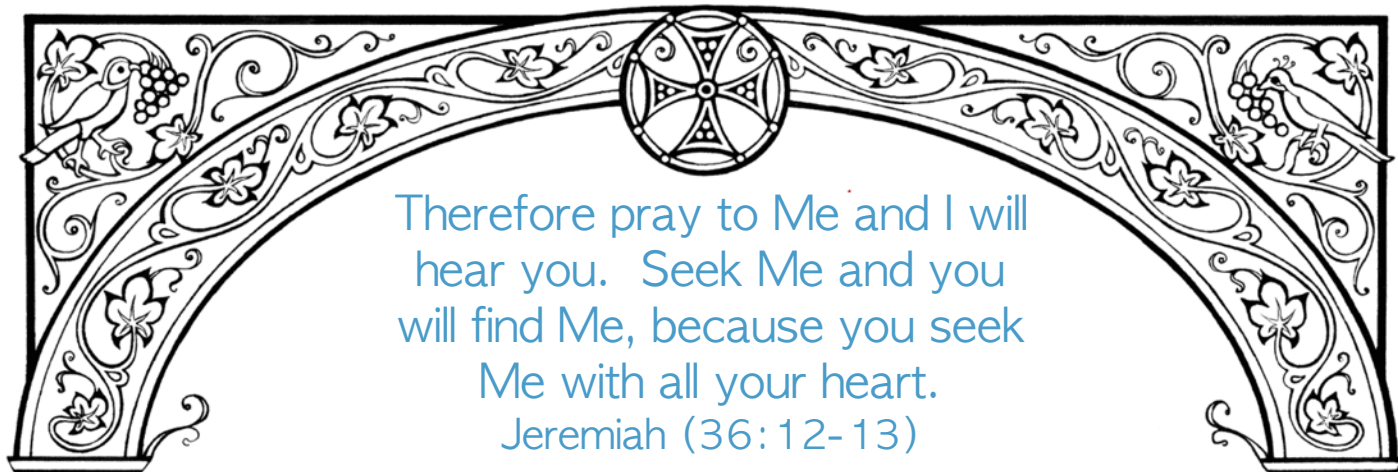 Therefore pray to Me and I will
hear you.  Seek Me and you
will find Me, because you seek
Me with all your heart.
Jeremiah (36:12-13)